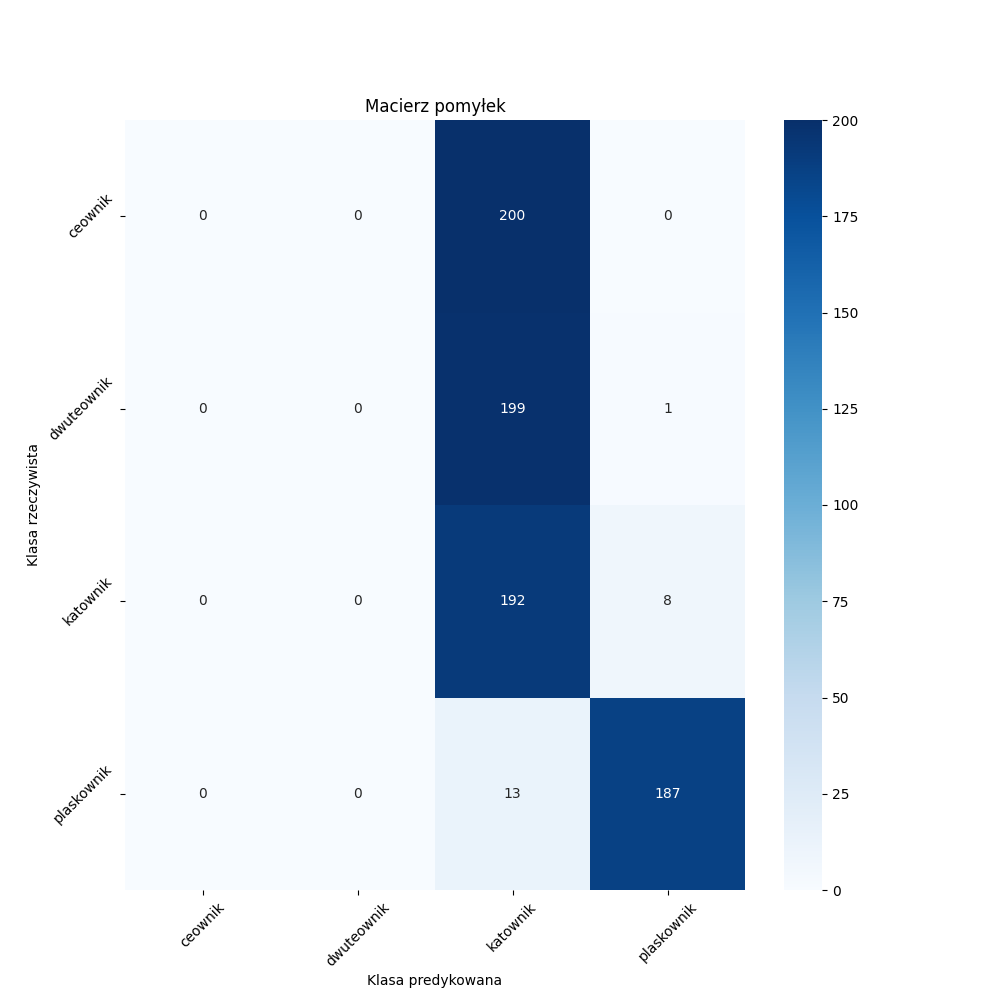 Macierz pomyłek
Klasa rzeczywista
ceownik 0 0 200 0
dwuteownik 0 0 199 1
katownik 0 0 192 8
plaskownik 0 0 13 187
ceownik dwuteownik katownik plaskownik
Klasa predykowana
200
175
150
125
100
75
50
25
0